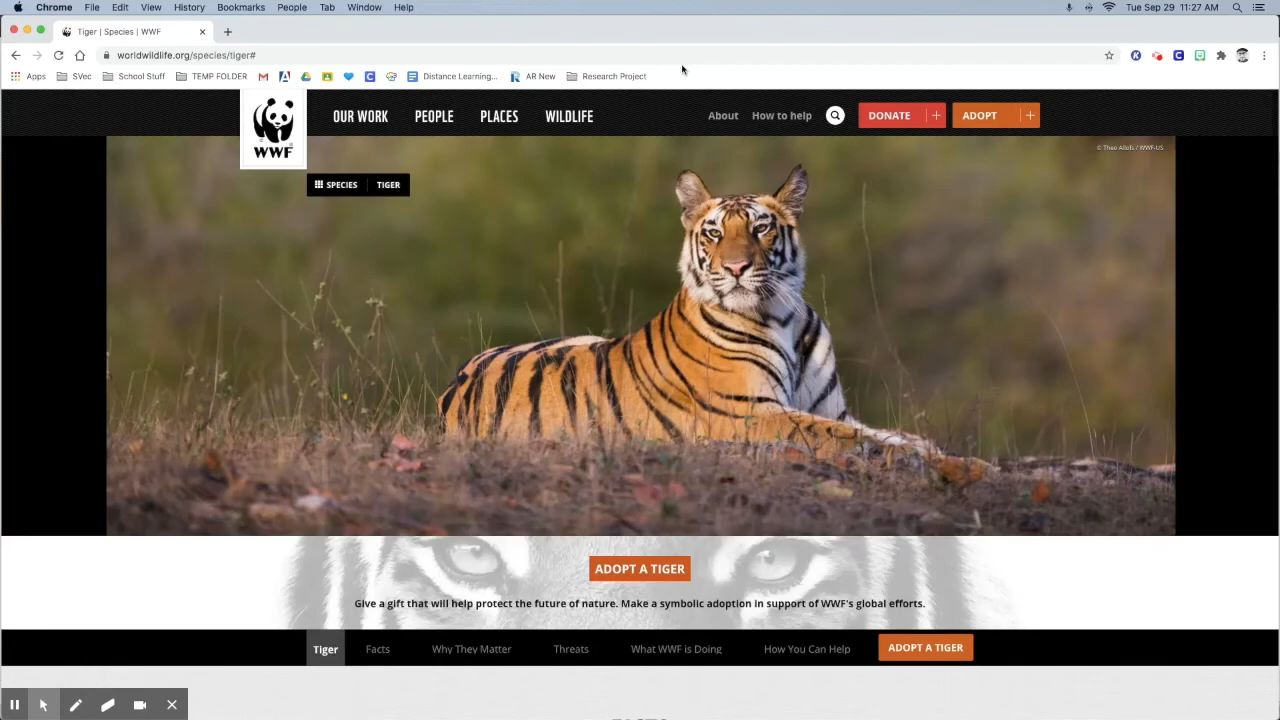 Chrome File Edit View History Bookmarks People Tab Window Help Tue Sep 29 11:27 AM
Tiger | Species | WWF
worldwildlife.org/species/tiger#
Apps SVec School Stuff TEMP FOLDER Distance Learning... AR New Research Project
WWF OUR WORK PEOPLE PLACES WILDLIFE About How to help DONATE + ADOPT +
SPECIES TIGER
ADOPT A TIGER
Give a gift that will help protect the future of nature. Make a symbolic adoption in support of WWF's global efforts.
Tiger Facts Why They Matter Threats What WWF is Doing How You Can Help ADOPT A TIGER